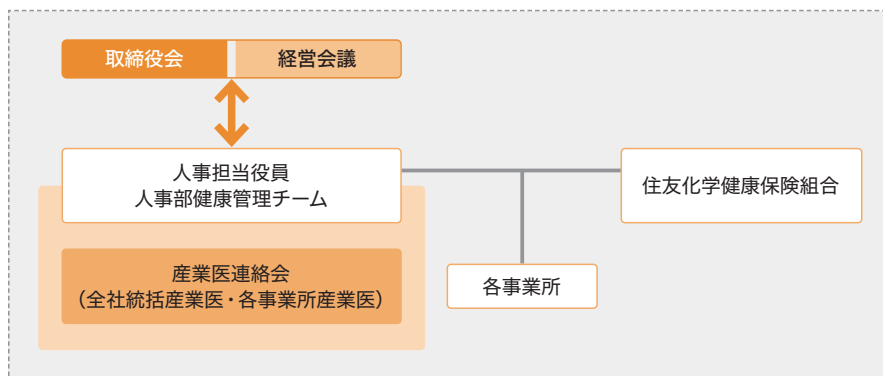 取締役会
経営会議
人事担当役員
人事部健康管理チーム
住友化学健康保険組合
産業医連絡会
（全社統括産業医・各事業所産業医）
各事業所